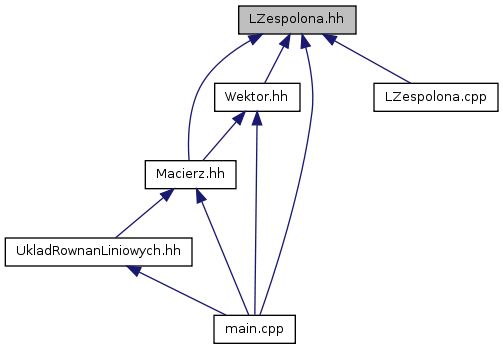 LZespolona.hh
Wektor.hh
LZespolona.cpp
Macierz.hh
UkladRownanLiniowych.hh
main.cpp